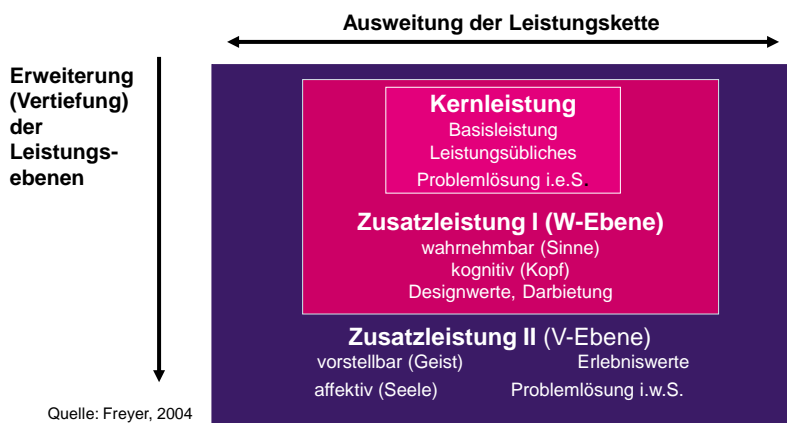 Ausweitung der Leistungskette
Erweiterung
(Vertiefung)
der
Leistungs-
ebenen
Kernleistung
Basisleistung
Leistungsübliches
Problemlösung i.e.S.
Zusatzleistung I (W-Ebene)
wahrnehmbar (Sinne)
kognitiv (Kopf)
Designwerte, Darbietung
Zusatzleistung II (V-Ebene)
vorstellbar (Geist) Erlebniswerte
affektiv (Seele) Problemlösung i.w.S.
Quelle: Freyer, 2004